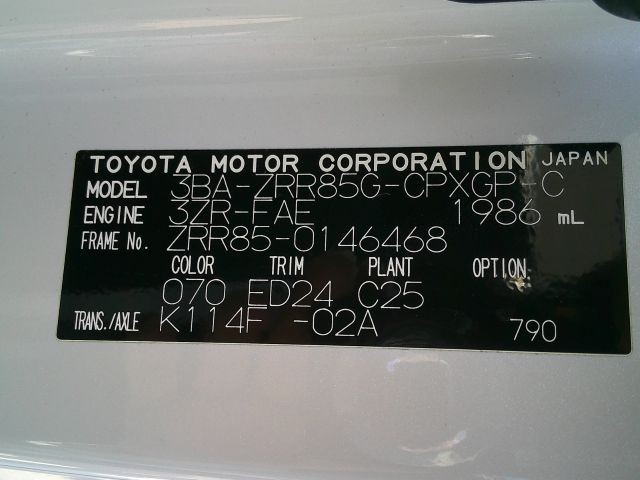 TOYOTA MOTOR CORPORATION JAPAN
MODEL 3BA-ZRR85G-CPXGP-C
ENGINE 3ZR-FAE 1986 mL
FRAME No. ZRR85-0146468
COLOR TRIM PLANT OPTION
070 ED24 C25
TRANS./AXLE K114F -02A 790